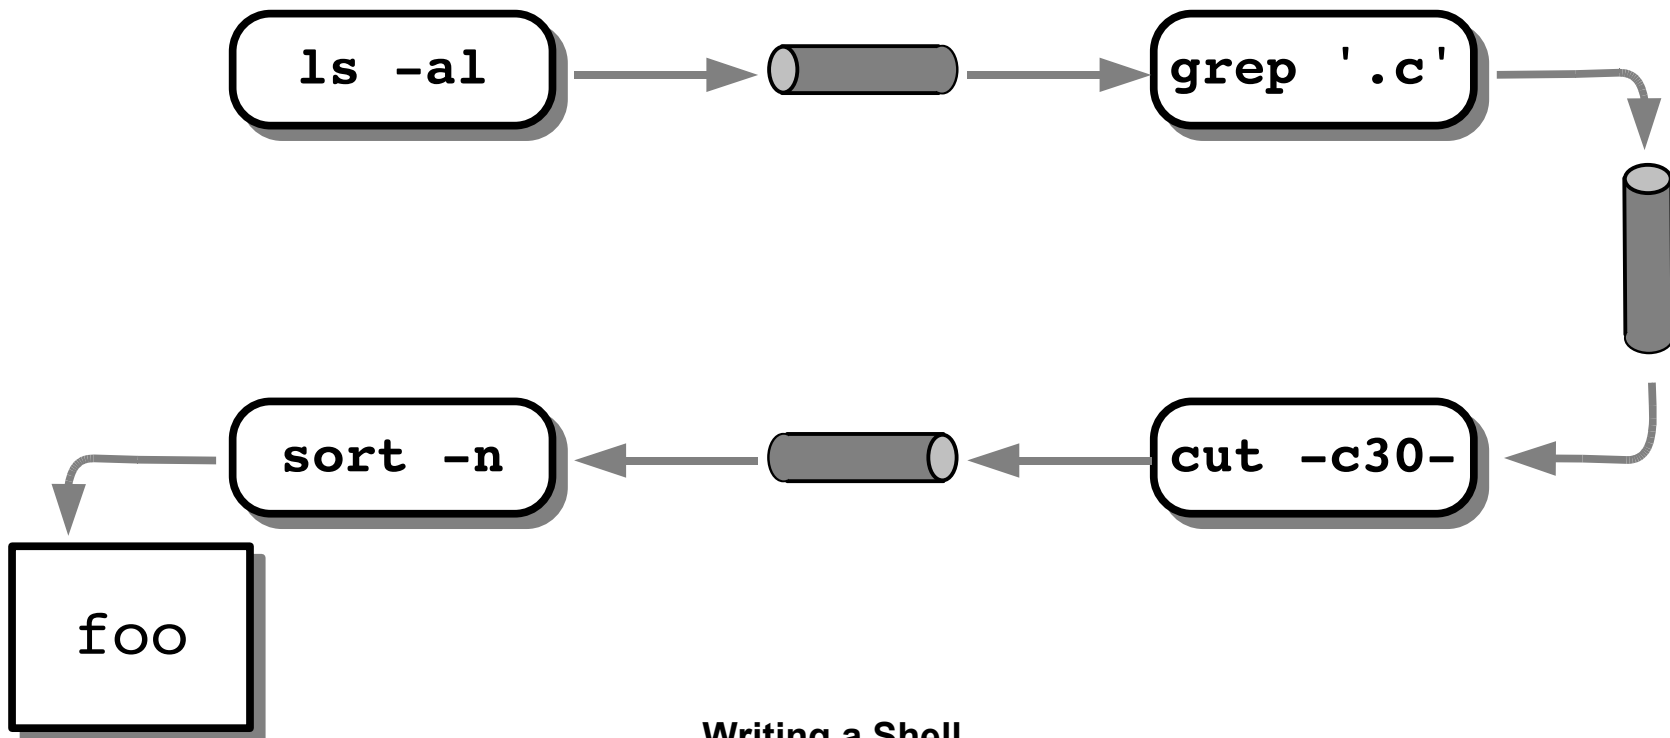 ls -al
grep '.c'
sort -n
cut -c30-
foo
Writing a Shell